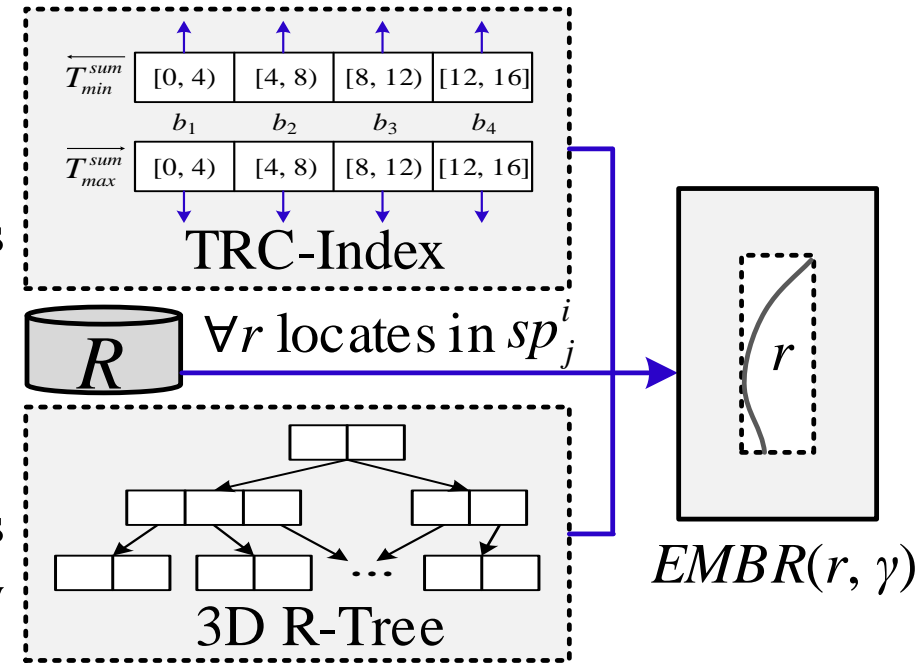 T_min^sum [0, 4) [4, 8) [8, 12) [12, 16]
b1 b2 b3 b4
T_max^sum [0, 4) [4, 8) [8, 12) [12, 16]
TRC-Index
s
R ∀r locates in sp_j^i
r
s
...
EMBR(r, γ)
3D R-Tree